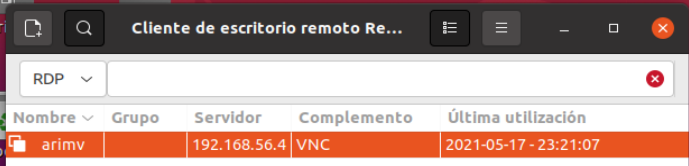 Cliente de escritorio remoto Re...
RDP
Nombre Grupo Servidor Complemento Última utilización
arimv 192.168.56.4 VNC 2021-05-17 - 23:21:07